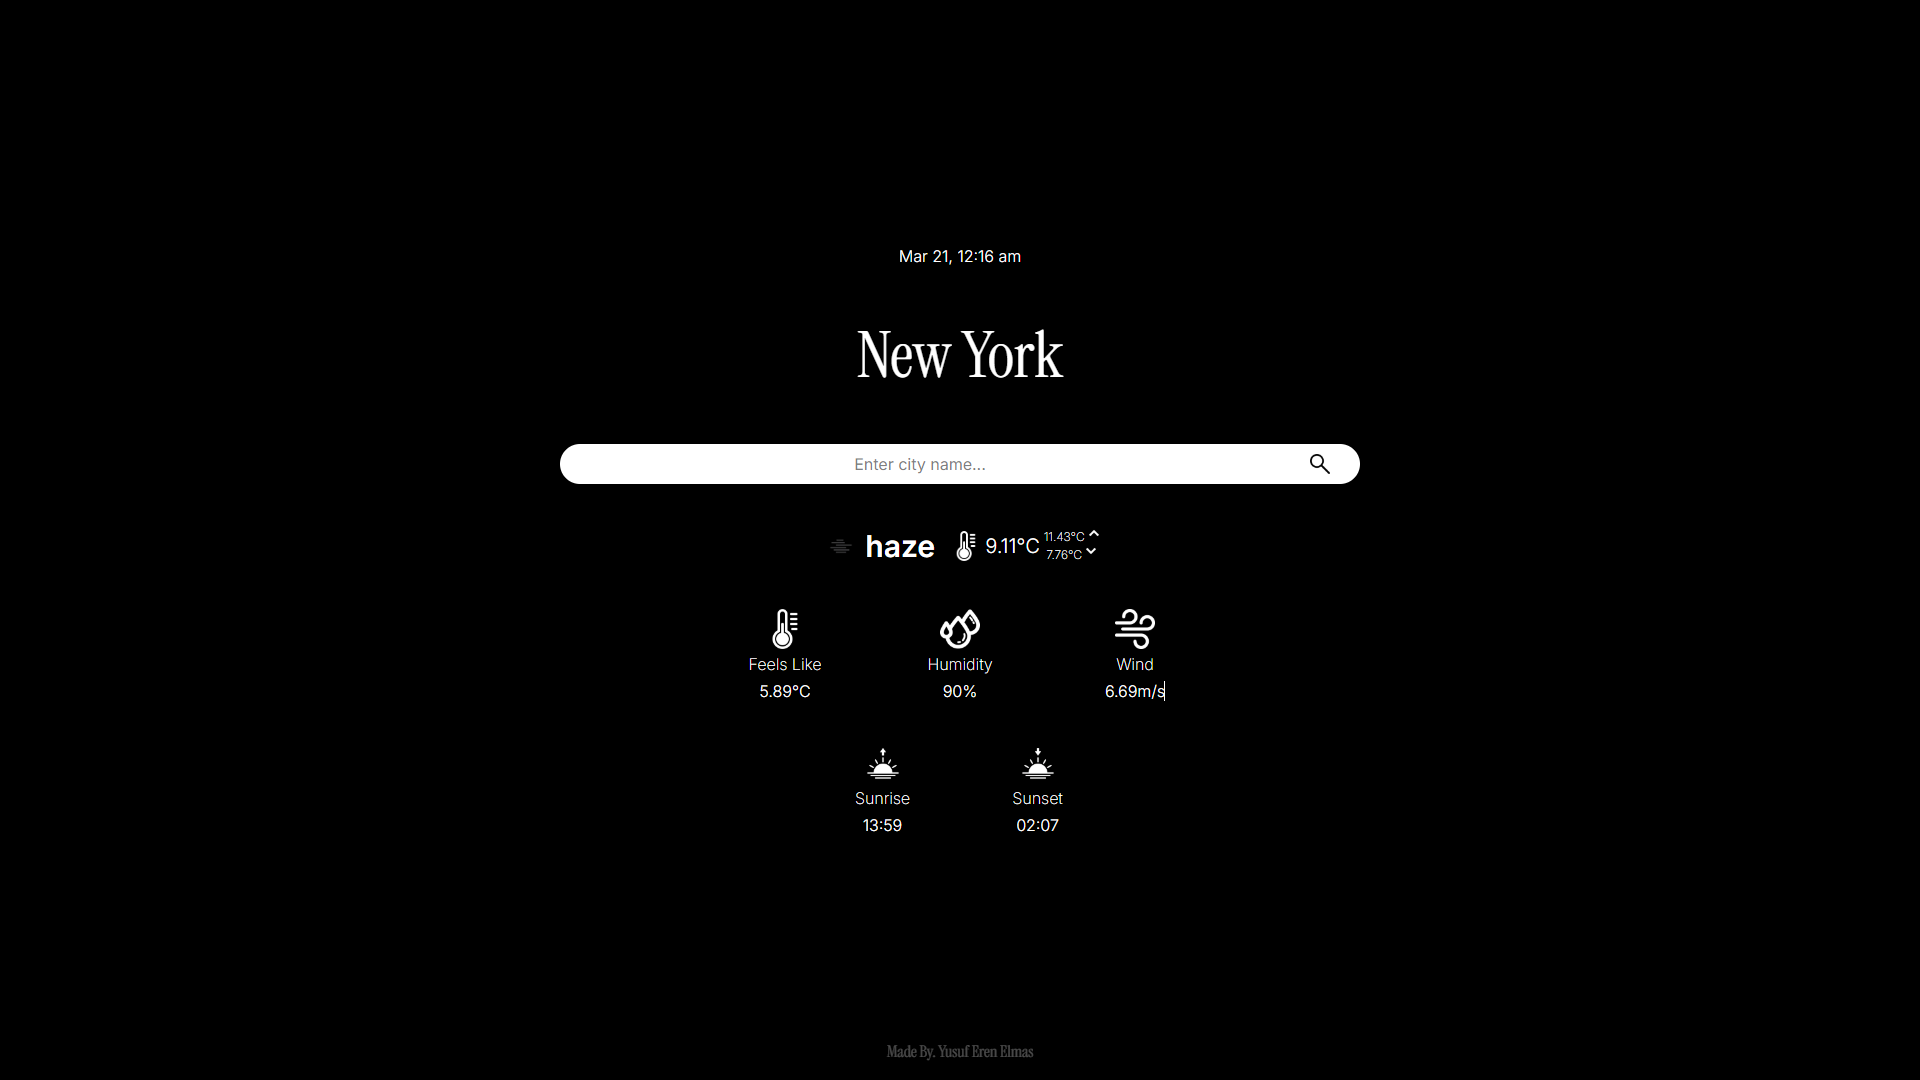 Mar 21, 12:16 am
New York
Enter city name...
haze 9.11°C 11.43°C
7.76°C
Feels Like Humidity Wind
5.89°C 90% 6.69m/s
Sunrise Sunset
13:59 02:07
Made By. Yusuf Eren Elmas